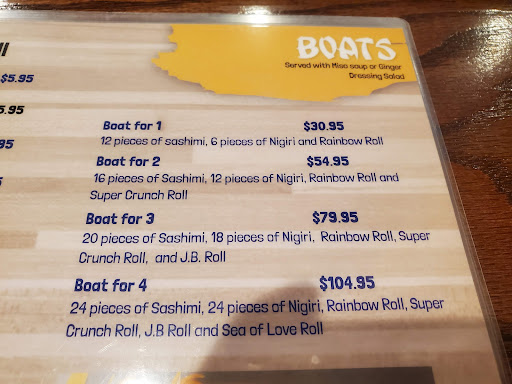 ll
$5.95
5.95
95
BOATS
Served with Miso soup or Ginger
Dressing Salad
Boat for 1 $30.95
12 pieces of sashimi, 6 pieces of Nigiri and Rainbow Roll
Boat for 2 $54.95
16 pieces of Sashimi, 12 pieces of Nigiri, Rainbow Roll and
Super Crunch Roll
Boat for 3 $79.95
20 pieces of Sashimi, 18 pieces of Nigiri, Rainbow Roll, Super
Crunch Roll, and J.B. Roll
Boat for 4 $104.95
24 pieces of Sashimi, 24 pieces of Nigiri, Rainbow Roll, Super
Crunch Roll, J.B Roll and Sea of Love Roll